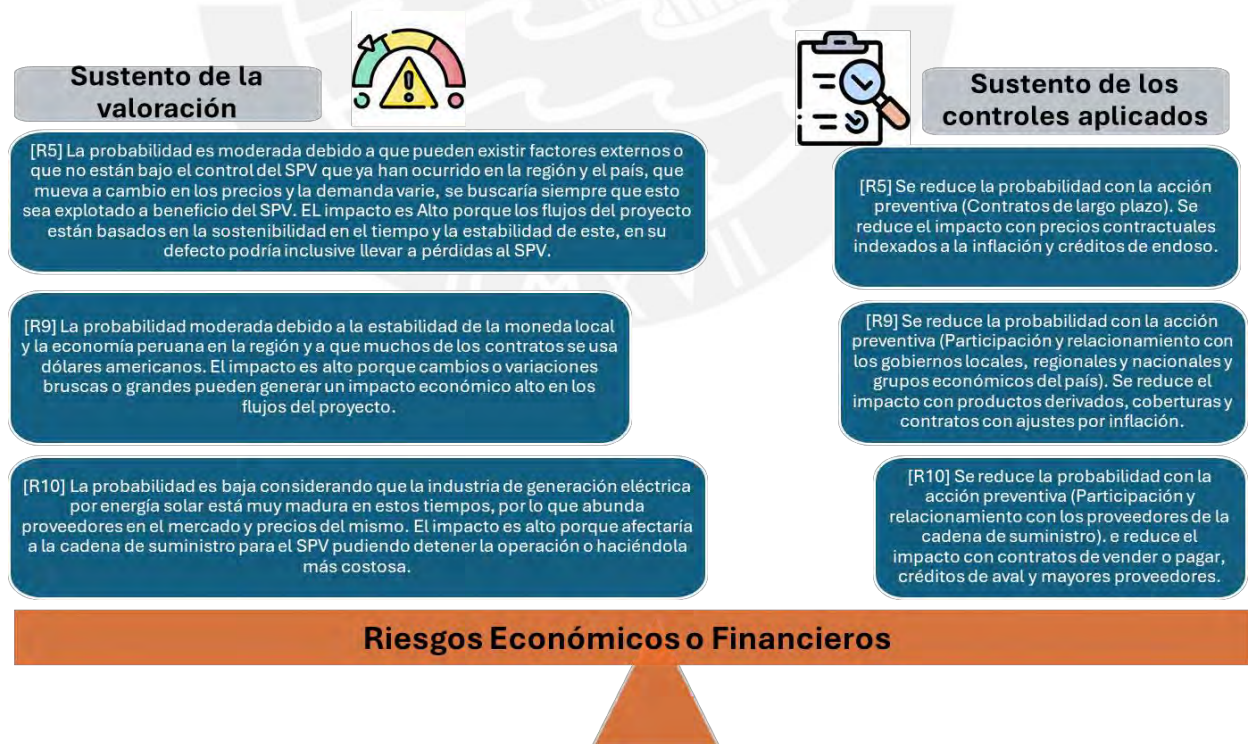 Sustento de la
valoración
[R5] La probabilidad es moderada debido a que pueden existir factores externos o
que no están bajo el control del SPV que ya han ocurrido en la región y el país, que
mueva a cambio en los precios y la demanda varie, se buscaría siempre que esto
sea explotado a beneficio del SPV. EL impacto es Alto porque los flujos del proyecto
están basados en la sostenibilidad en el tiempo y la estabilidad de este, en su
defecto podría inclusive llevar a pérdidas al SPV.
[R9] La probabilidad moderada debido a la estabilidad de la moneda local
y la economía peruana en la región y a que muchos de los contratos se usa
dólares americanos. El impacto es alto porque cambios o variaciones
bruscas o grandes pueden generar un impacto económico alto en los
flujos del proyecto.
[R10] La probabilidad es baja considerando que la industria de generación eléctrica
por energía solar está muy madura en estos tiempos, por lo que abunda
proveedores en el mercado y precios del mismo. El impacto es alto porque afectaría
a la cadena de suministro para el SPV pudiendo detener la operación o haciéndola
más costosa.
Sustento de los
controles aplicados
[R5] Se reduce la probabilidad con la acción
preventiva (Contratos de largo plazo). Se
reduce el impacto con precios contractuales
indexados a la inflación y créditos de endoso.
[R9] Se reduce la probabilidad con la acción
preventiva (Participación y relacionamiento con
los gobiernos locales, regionales y nacionales y
grupos económicos del país). Se reduce el
impacto con productos derivados, coberturas y
contratos con ajustes por inflación.
[R10] Se reduce la probabilidad con la
acción preventiva (Participación y
relacionamiento con los proveedores de la
cadena de suministro). e reduce el
impacto con contratos de vender o pagar,
créditos de aval y mayores proveedores.
Riesgos Económicos o Financieros